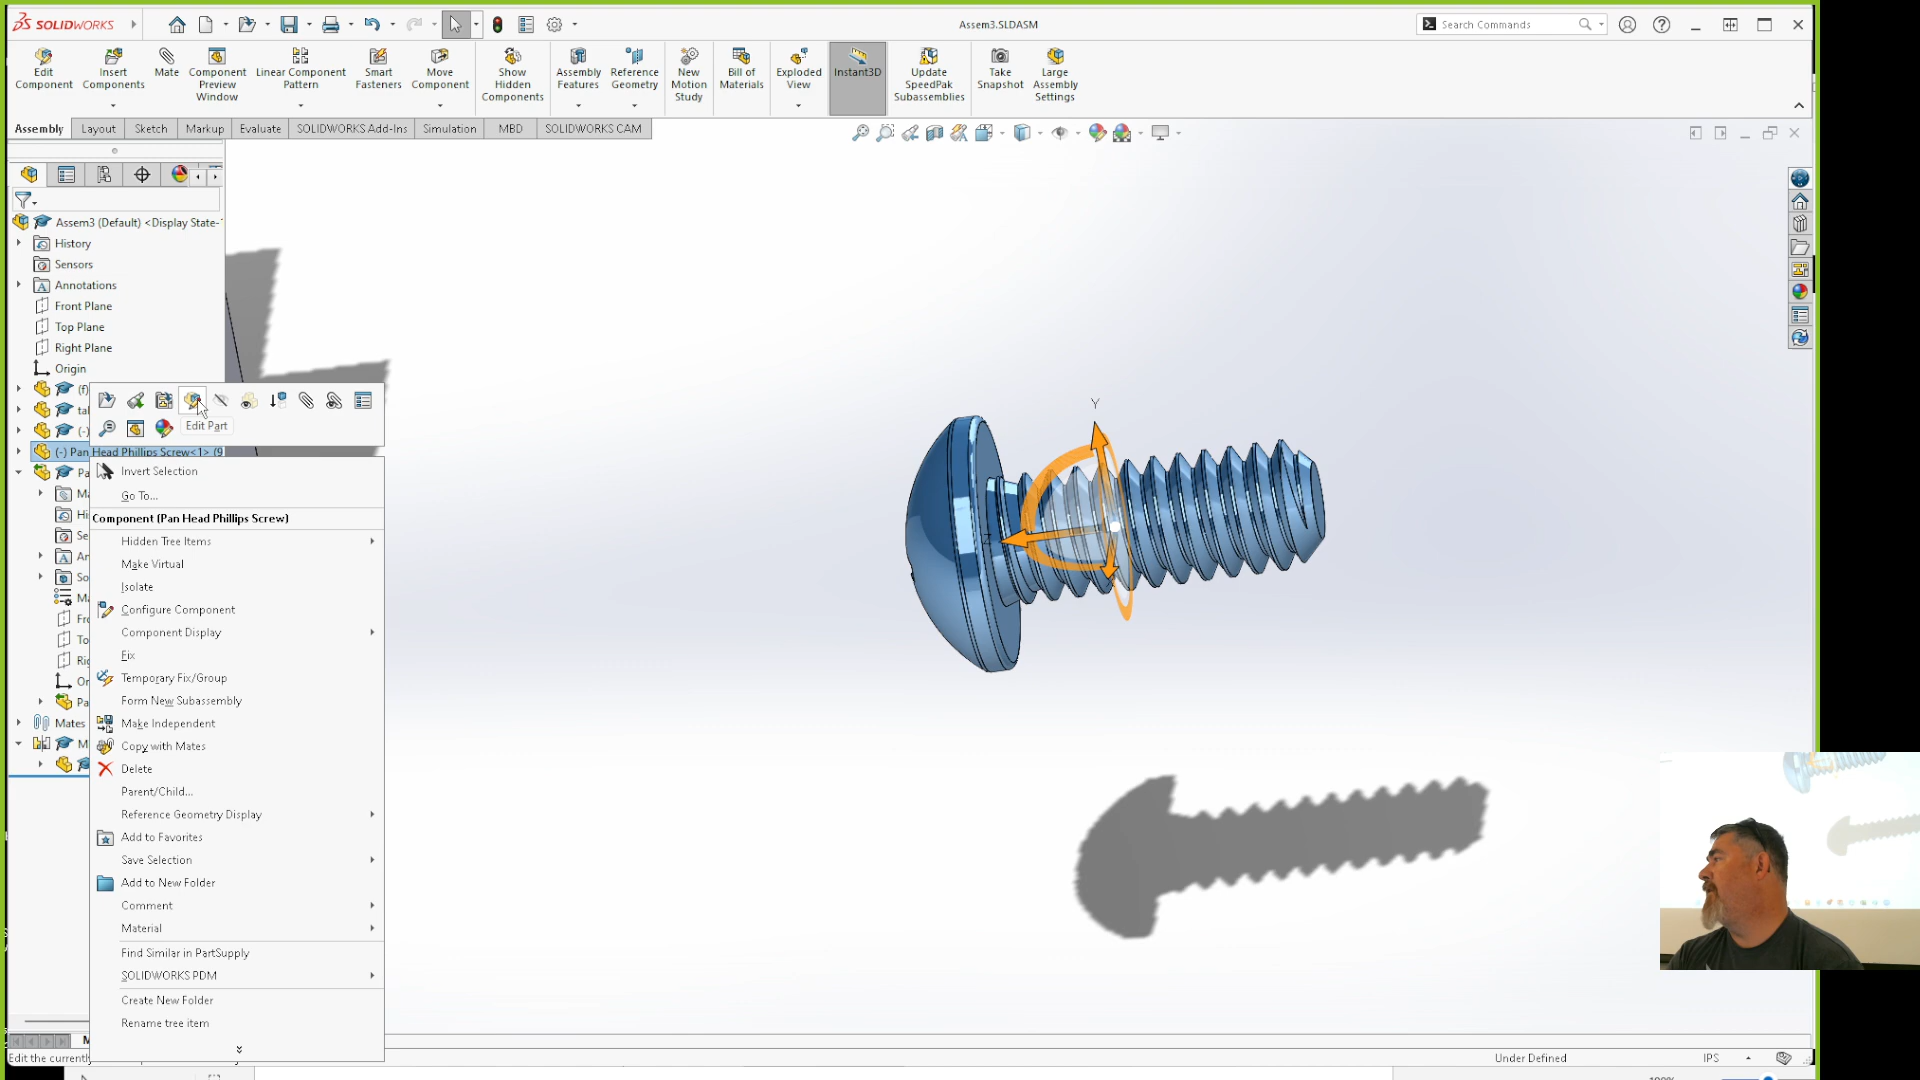 SOLIDWORKS
Assem3.SLDASM
Search Commands
Edit Component
Insert Components
Mate
Component Preview Window
Linear Component Pattern
Smart Fasteners
Move Component
Show Hidden Components
Assembly Features
Reference Geometry
New Motion Study
Bill of Materials
Exploded View
Instant3D
Update SpeedPak Subassemblies
Take Snapshot
Large Assembly Settings
Assembly
Layout
Sketch
Markup
Evaluate
SOLIDWORKS Add-Ins
Simulation
MBD
SOLIDWORKS CAM
Assem3 (Default) <Display State-
History
Sensors
Annotations
Front Plane
Top Plane
Right Plane
Origin
(f)
tal
(-)
Edit Part
(-) Pan Head Phillips Screw<1> (9
Invert Selection
Go To...
Component (Pan Head Phillips Screw)
Hidden Tree Items
Make Virtual
Isolate
Configure Component
Component Display
Fix
Temporary Fix/Group
Form New Subassembly
Make Independent
Copy with Mates
Delete
Parent/Child...
Reference Geometry Display
Add to Favorites
Save Selection
Add to New Folder
Comment
Material
Find Similar in PartSupply
SOLIDWORKS PDM
Create New Folder
Rename tree item
Mates
Y
Z
Edit the currently
Under Defined
IPS